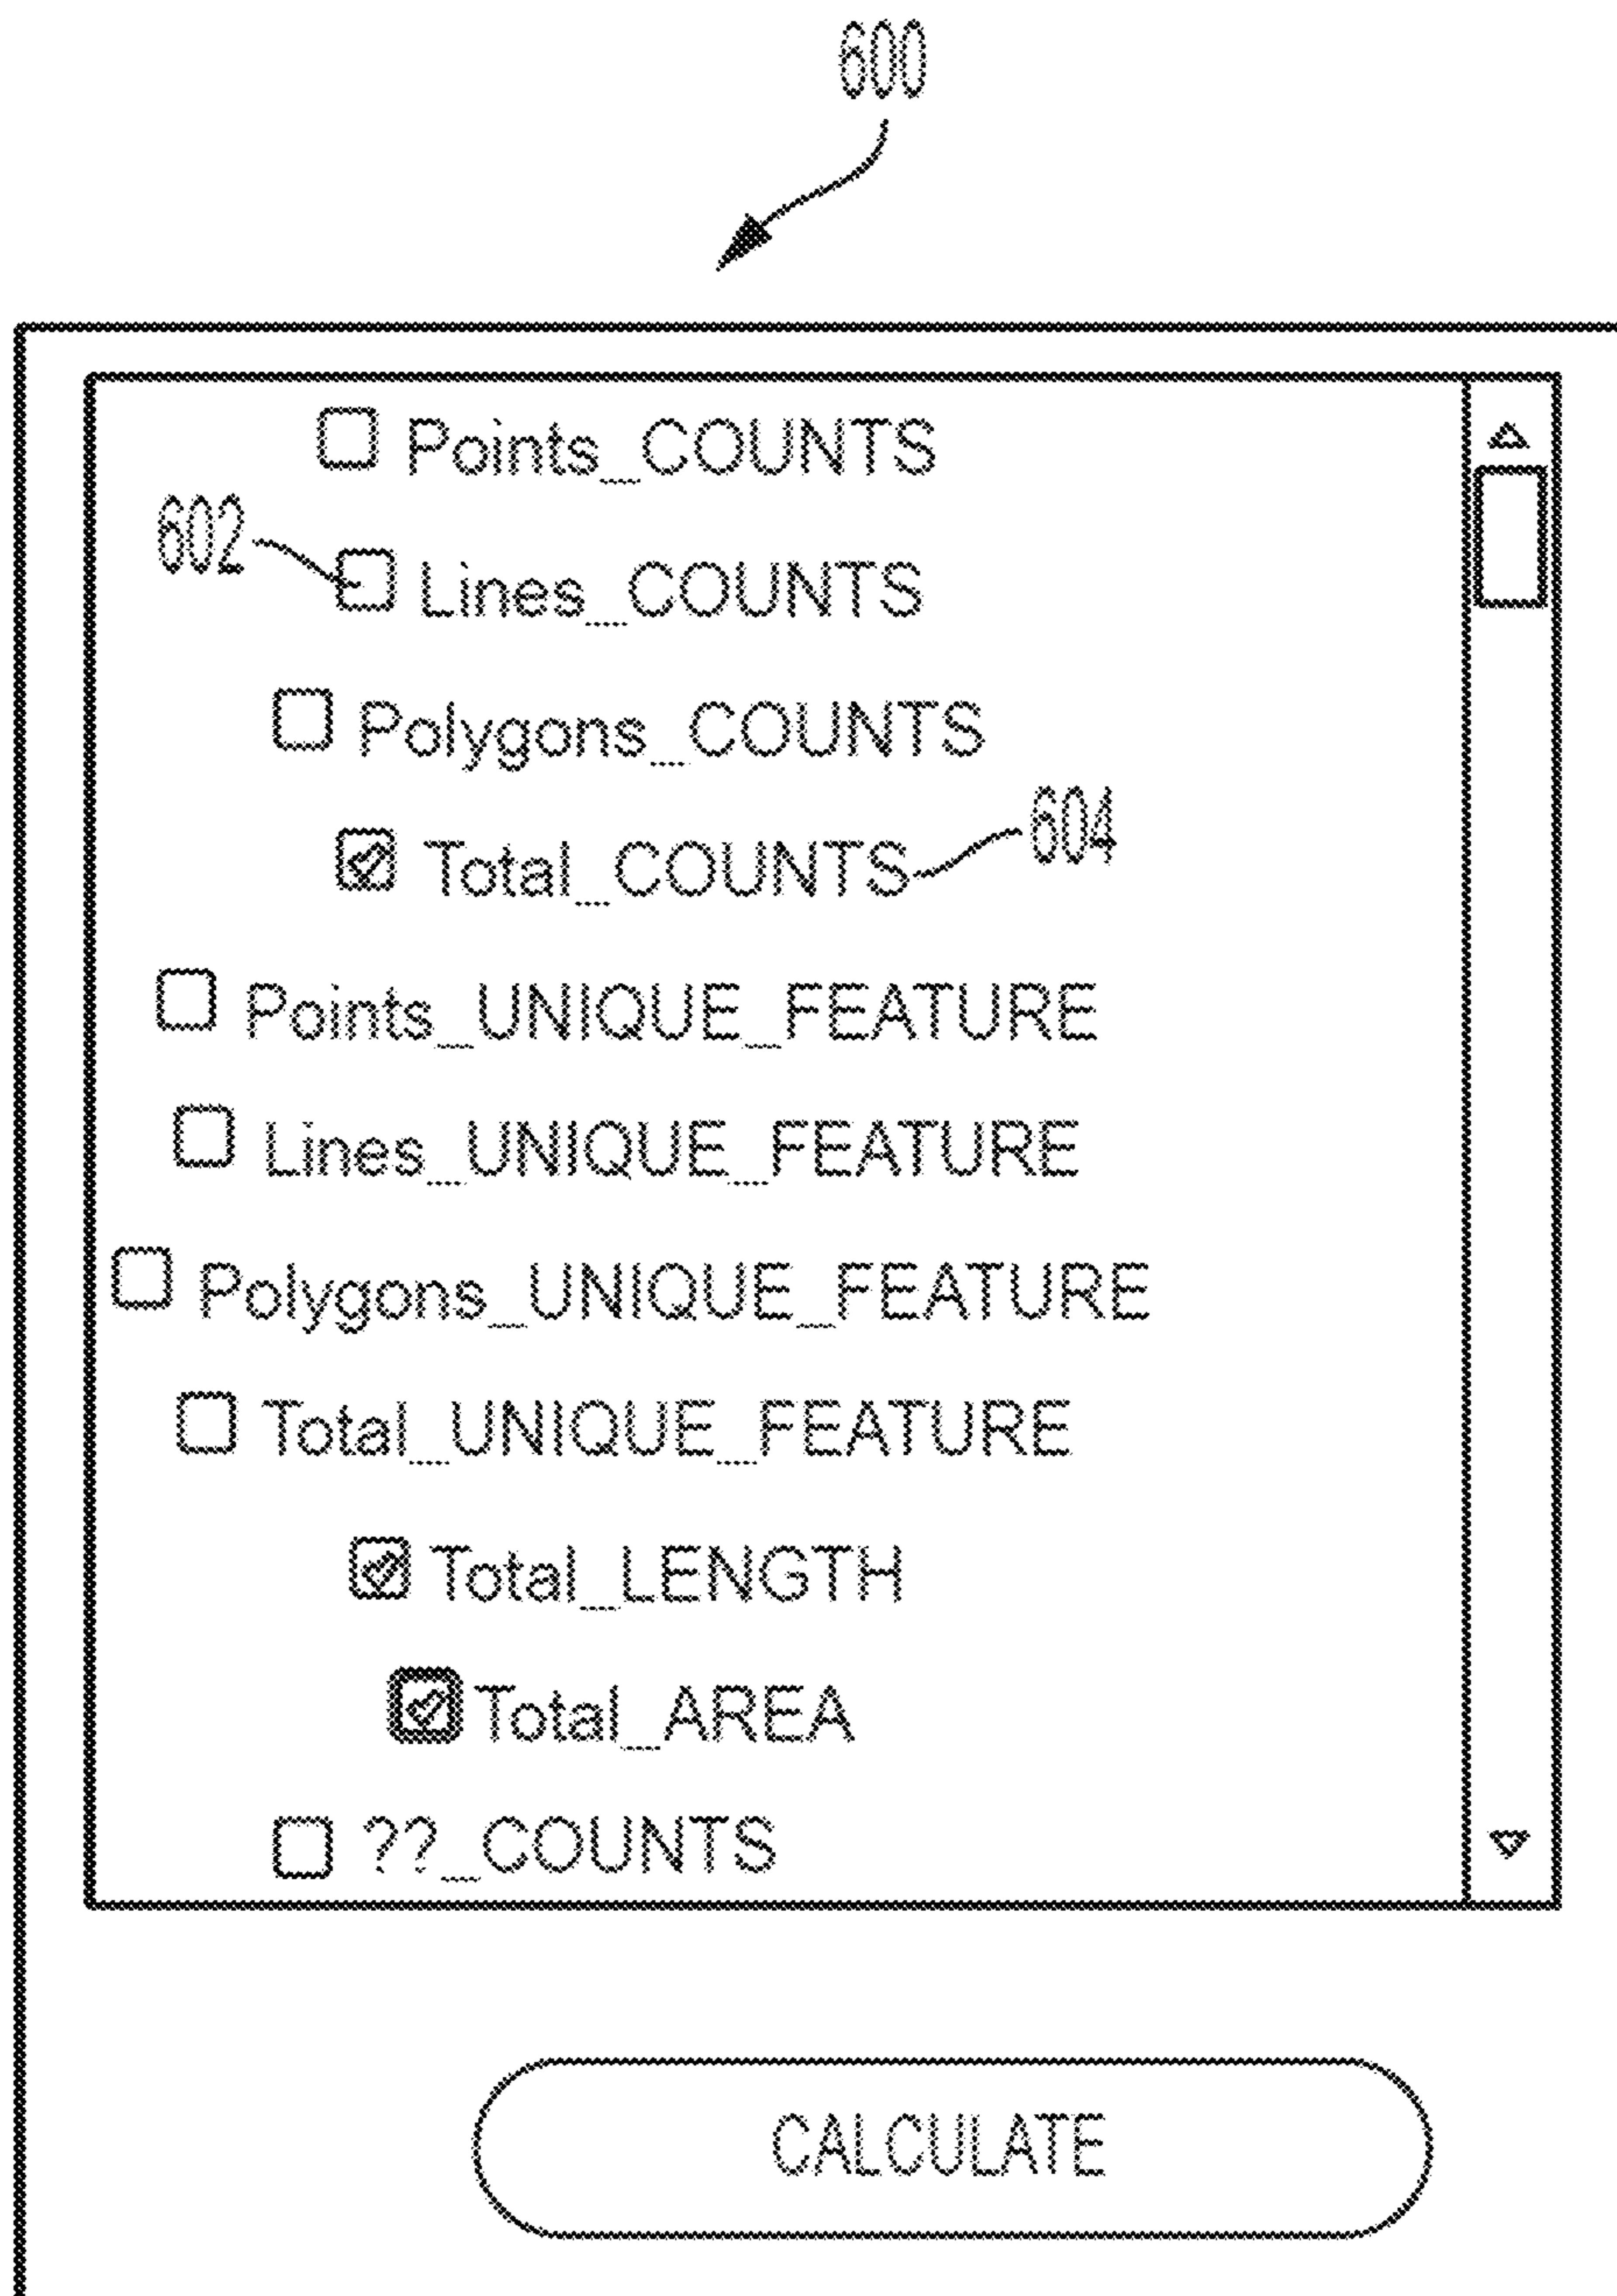 600
Points_COUNTS
602
Lines_COUNTS
Polygons_COUNTS
604
Total_COUNTS
Points_UNIQUE_FEATURE
Lines_UNIQUE_FEATURE
Polygons_UNIQUE_FEATURE
Total_UNIQUE_FEATURE
Total_LENGTH
Total_AREA
??_COUNTS
CALCULATE